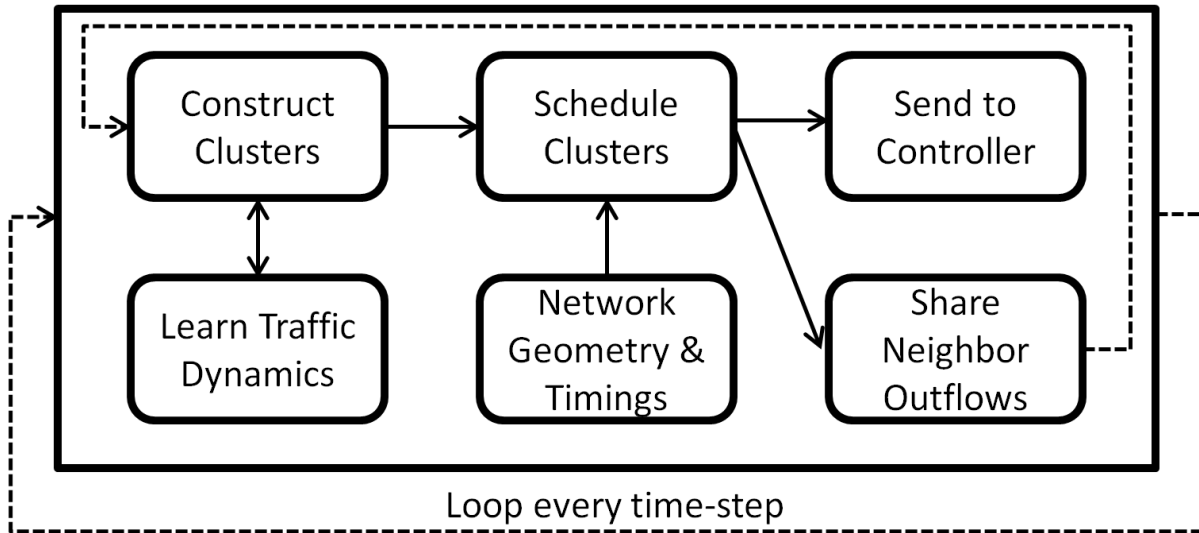 Construct
Clusters
Schedule
Clusters
Send to
Controller
Learn Traffic
Dynamics
Network
Geometry &
Timings
Share
Neighbor
Outflows
Loop every time-step